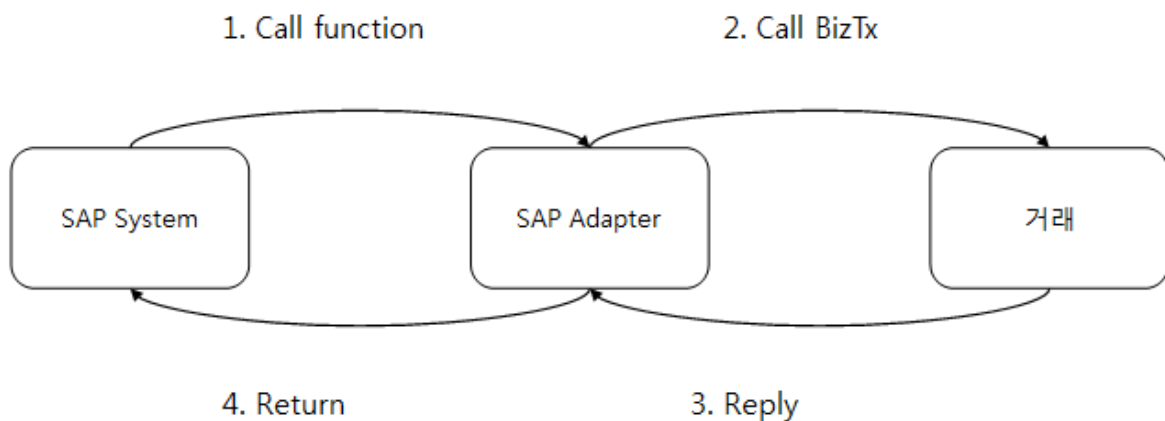 1. Call function
2. Call BizTx
SAP System
SAP Adapter
거래
4. Return
3. Reply